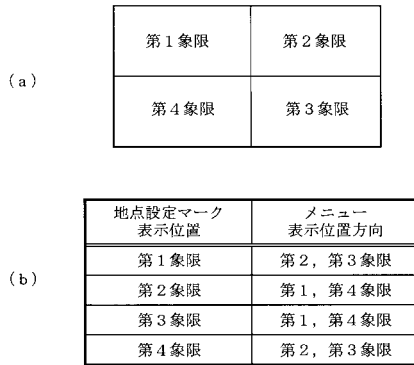 (a)
第1象限 第2象限
第4象限 第3象限
(b)
地点設定マーク
表示位置
メニュー
表示位置方向
第1象限 第2，第3象限
第2象限 第1，第4象限
第3象限 第1，第4象限
第4象限 第2，第3象限